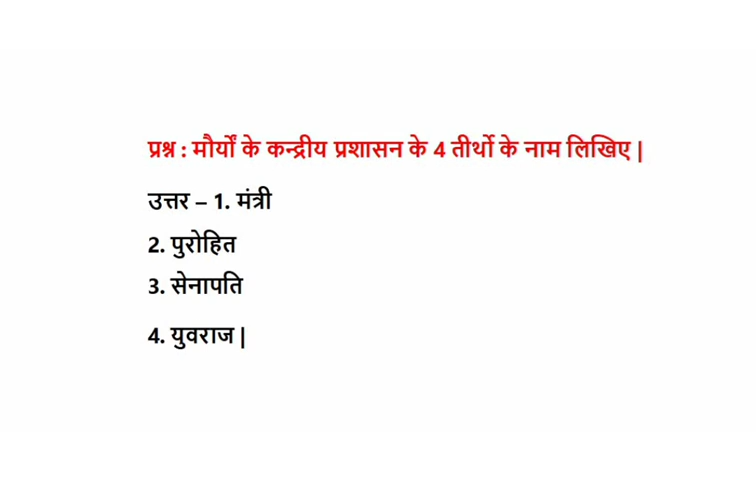 प्रश्न : मौर्यों के कन्द्रीय प्रशासन के 4 तीर्थो के नाम लिखिए |
उत्तर – 1. मंत्री
2. पुरोहित
3. सेनापति
4. युवराज |